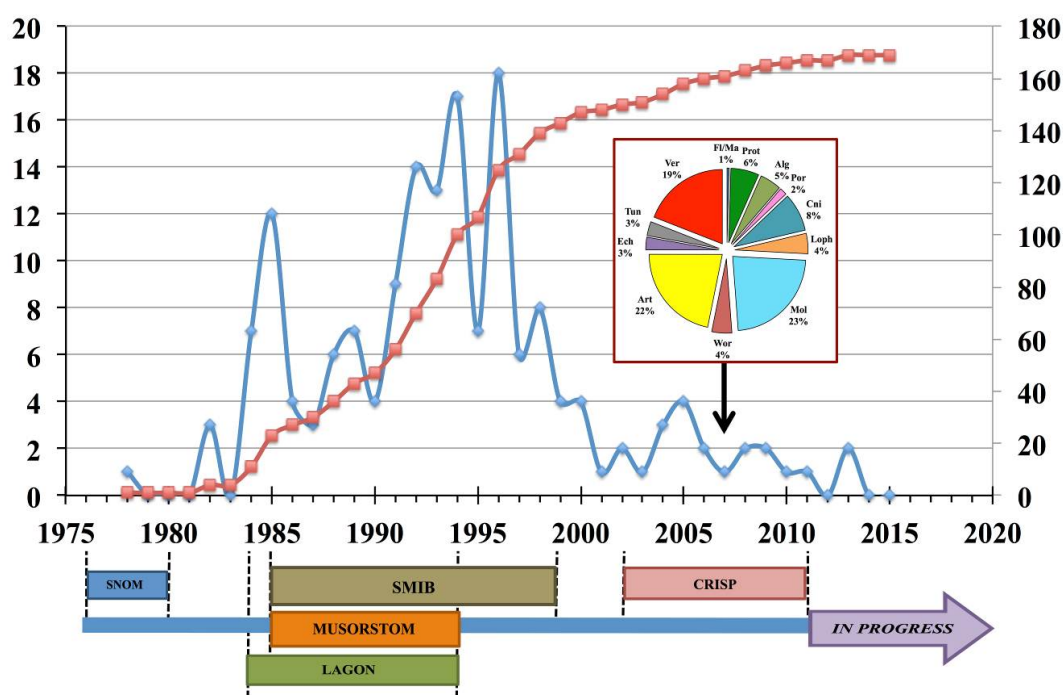 20
18
16
14
12
10
8
6
4
2
0
180
160
140
120
100
80
60
40
20
0
Fl/Ma
1%
Prot
6%
Alg
5%
Por
2%
Cni
8%
Loph
4%
Mol
23%
Wor
4%
Art
22%
Ech
3%
Tun
3%
Ver
19%
1975 1980 1985 1990 1995 2000 2005 2010 2015 2020
SNOM
SMIB
CRISP
MUSORSTOM
IN PROGRESS
LAGON